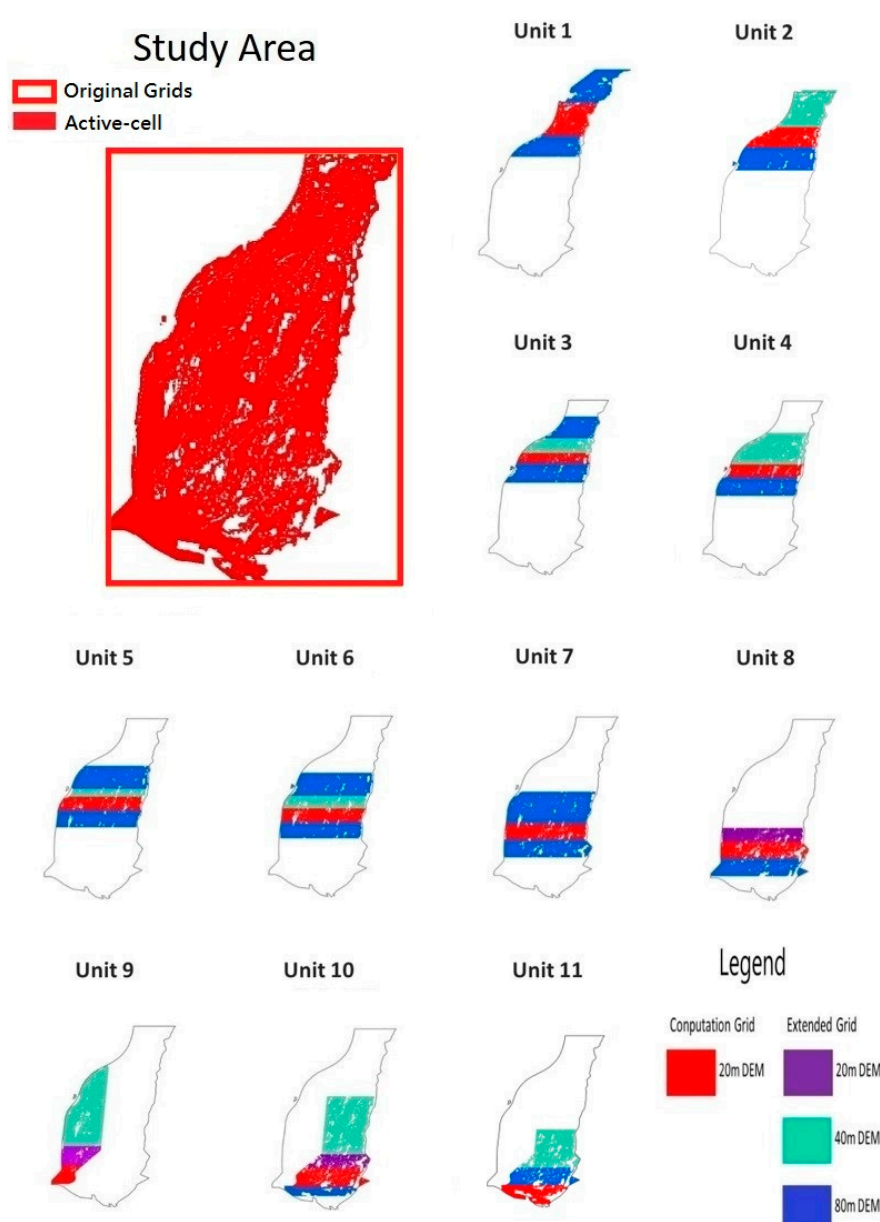 Study Area
Original Grids
Active-cell
Unit 1
Unit 2
Unit 3
Unit 4
Unit 5
Unit 6
Unit 7
Unit 8
Unit 9
Unit 10
Unit 11
Legend
Conputation Grid
Extended Grid
20m DEM
20m DEM
40m DEM
80m DEM